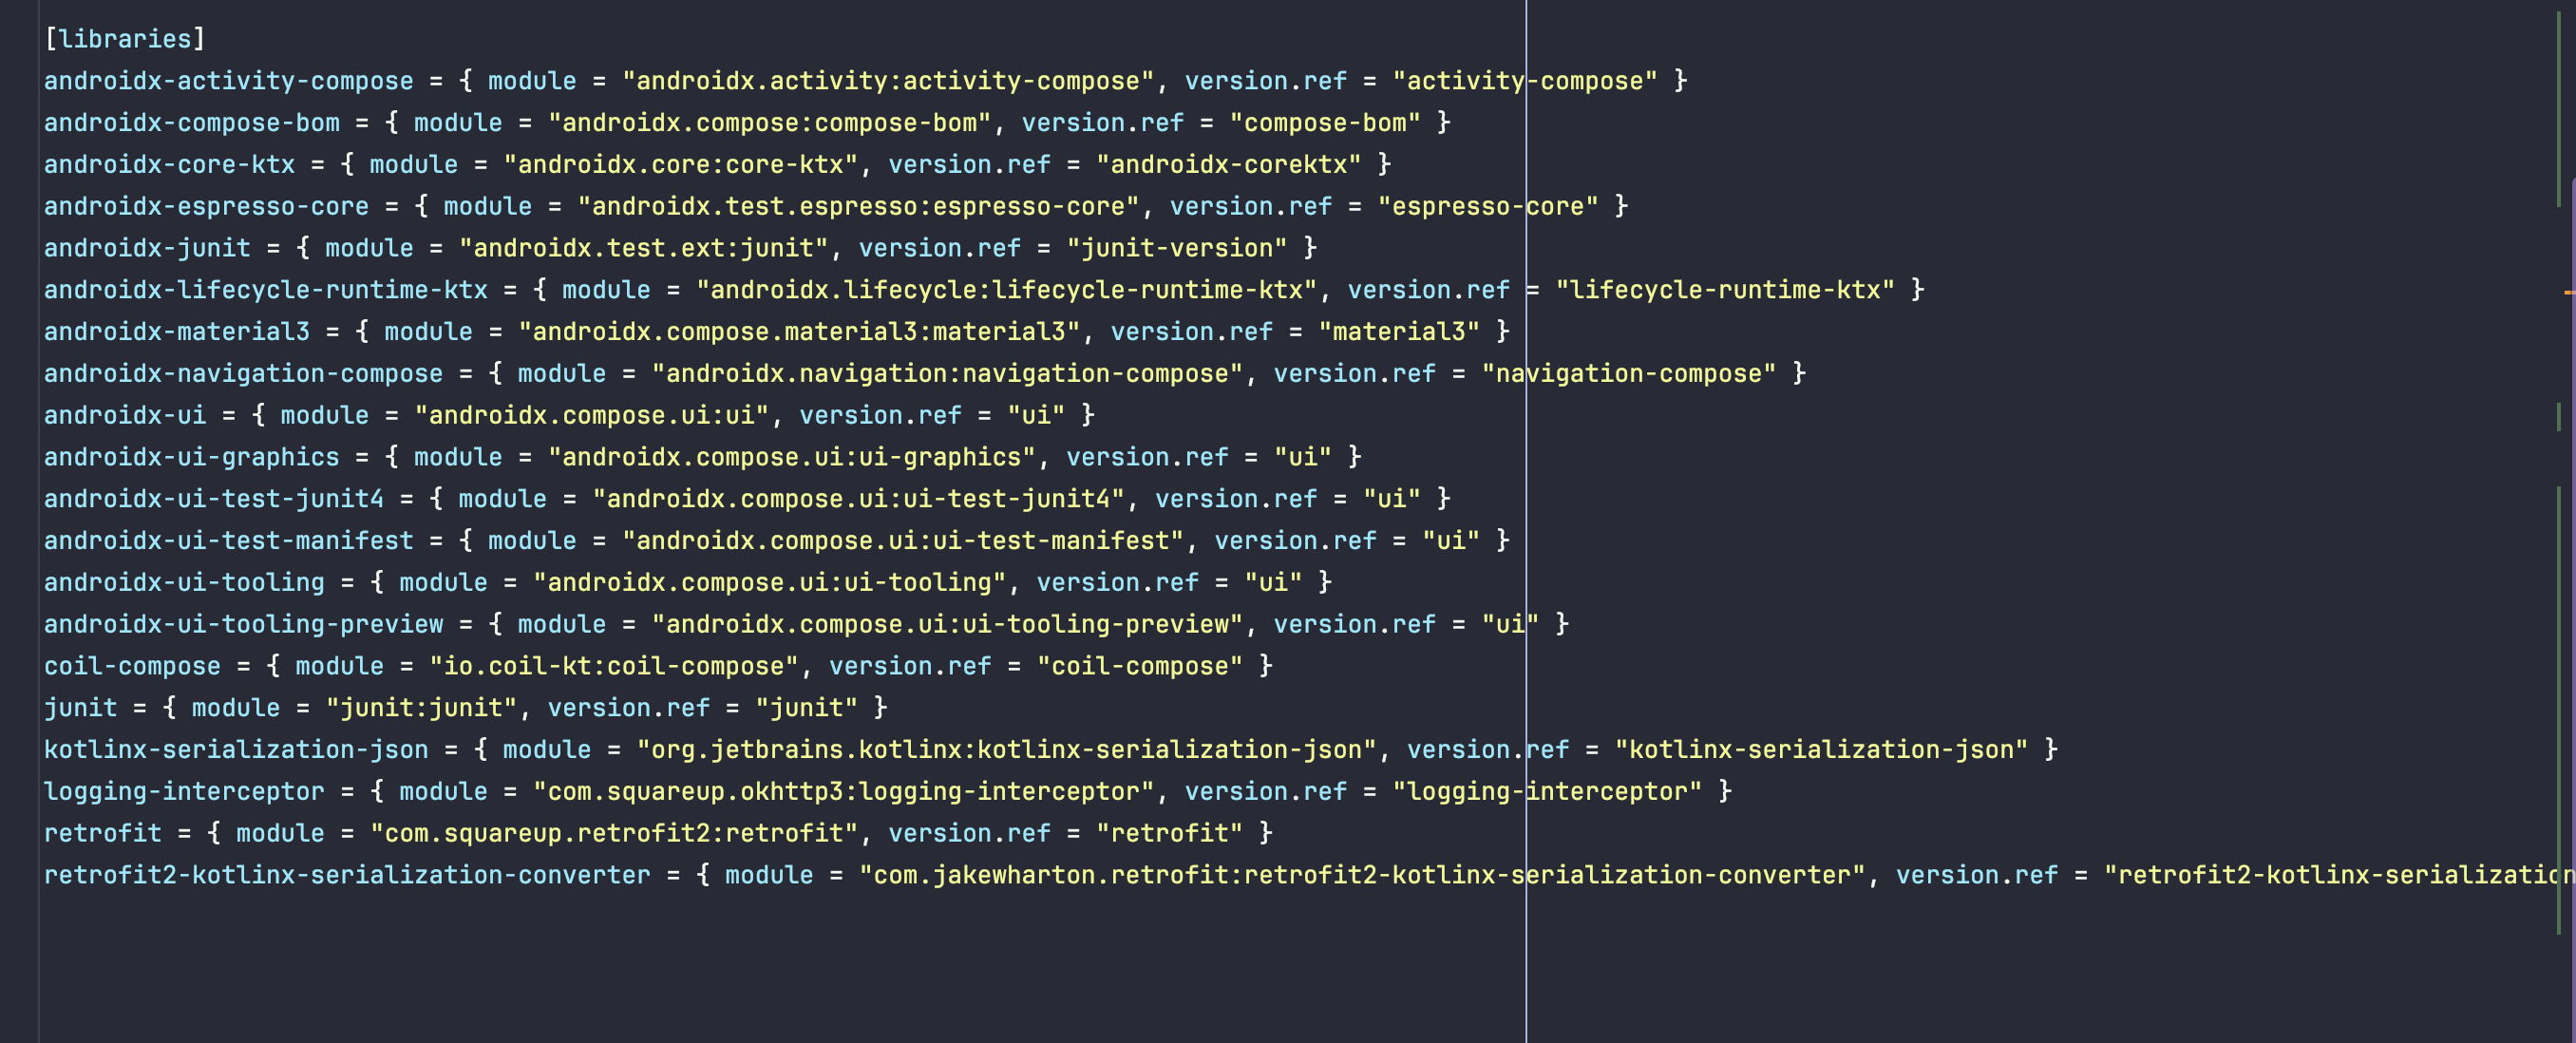 [libraries]
androidx-activity-compose = { module = "androidx.activity:activity-compose", version.ref = "activity-compose" }
androidx-compose-bom = { module = "androidx.compose:compose-bom", version.ref = "compose-bom" }
androidx-core-ktx = { module = "androidx.core:core-ktx", version.ref = "androidx-corektx" }
androidx-espresso-core = { module = "androidx.test.espresso:espresso-core", version.ref = "espresso-core" }
androidx-junit = { module = "androidx.test.ext:junit", version.ref = "junit-version" }
androidx-lifecycle-runtime-ktx = { module = "androidx.lifecycle:lifecycle-runtime-ktx", version.ref = "lifecycle-runtime-ktx" }
androidx-material3 = { module = "androidx.compose.material3:material3", version.ref = "material3" }
androidx-navigation-compose = { module = "androidx.navigation:navigation-compose", version.ref = "navigation-compose" }
androidx-ui = { module = "androidx.compose.ui:ui", version.ref = "ui" }
androidx-ui-graphics = { module = "androidx.compose.ui:ui-graphics", version.ref = "ui" }
androidx-ui-test-junit4 = { module = "androidx.compose.ui:ui-test-junit4", version.ref = "ui" }
androidx-ui-test-manifest = { module = "androidx.compose.ui:ui-test-manifest", version.ref = "ui" }
androidx-ui-tooling = { module = "androidx.compose.ui:ui-tooling", version.ref = "ui" }
androidx-ui-tooling-preview = { module = "androidx.compose.ui:ui-tooling-preview", version.ref = "ui" }
coil-compose = { module = "io.coil-kt:coil-compose", version.ref = "coil-compose" }
junit = { module = "junit:junit", version.ref = "junit" }
kotlinx-serialization-json = { module = "org.jetbrains.kotlinx:kotlinx-serialization-json", version.ref = "kotlinx-serialization-json" }
logging-interceptor = { module = "com.squareup.okhttp3:logging-interceptor", version.ref = "logging-interceptor" }
retrofit = { module = "com.squareup.retrofit2:retrofit", version.ref = "retrofit" }
retrofit2-kotlinx-serialization-converter = { module = "com.jakewharton.retrofit:retrofit2-kotlinx-serialization-converter", version.ref = "retrofit2-kotlinx-serialization